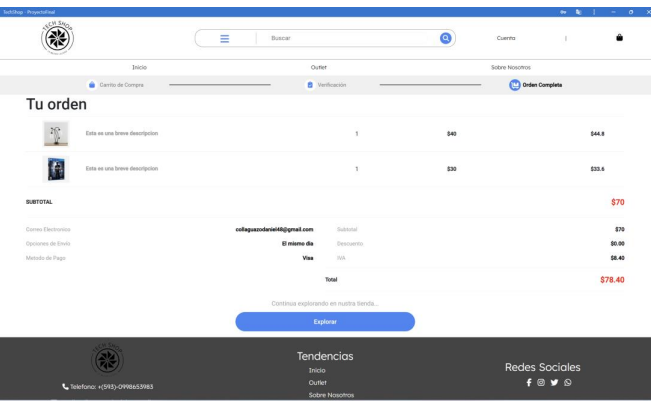 TechShop - ProyectoFinal
TECH SHOP
Buscar
Cuenta
Inicio
Outlet
Sobre Nosotros
Carrito de Compra
Verificación
Orden Completa
Tu orden
Esta es una breve descripcion 1 $40 $44.8
Esta es una breve descripcion 1 $30 $33.6
SUBTOTAL $70
Correo Electronico collaguazodaniel48@gmail.com Subtotal $70
Opciones de Envio El mismo dia Descuento $0.00
Metodo de Pago Visa IVA $8.40
Total $78.40
Continua explorando en nustra tienda...
Explorar
TECH SHOP
Telefono: +(593)-0998653983
Tendencias
Inicio
Outlet
Sobre Nosotros
Redes Sociales